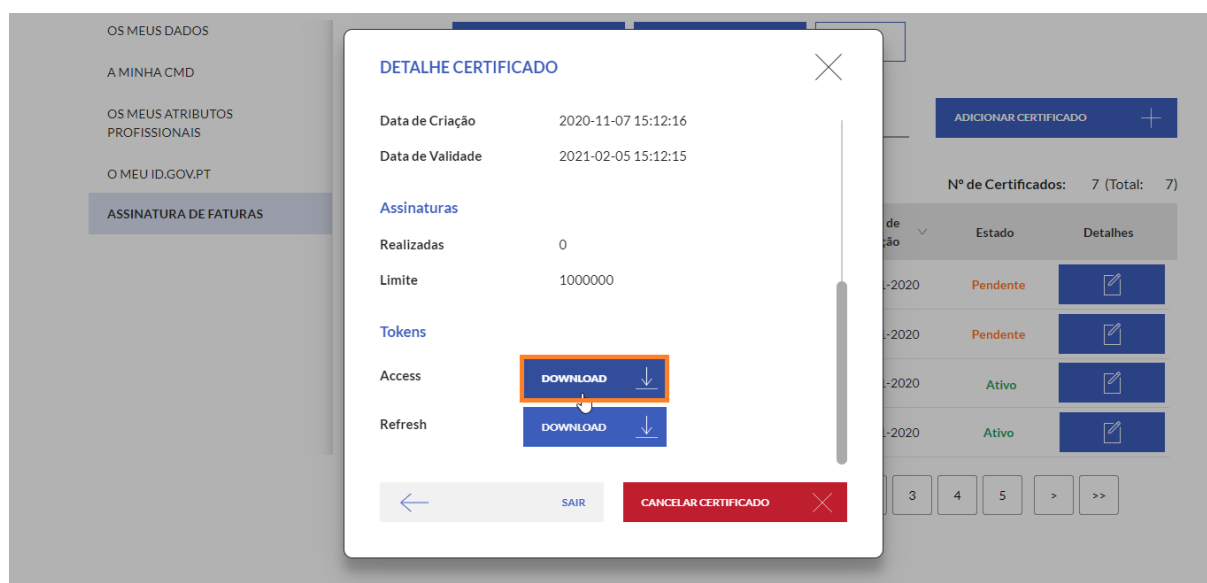 OS MEUS DADOS
A MINHA CMD
OS MEUS ATRIBUTOS
PROFISSIONAIS
O MEU ID.GOV.PT
ASSINATURA DE FATURAS
DETALHE CERTIFICADO
Data de Criação 2020-11-07 15:12:16
Data de Validade 2021-02-05 15:12:15
Assinaturas
Realizadas 0
Limite 1000000
Tokens
Access DOWNLOAD
Refresh DOWNLOAD
SAIR CANCELAR CERTIFICADO
ADICIONAR CERTIFICADO
Nº de Certificados: 7 (Total: 7)
de
ção Estado Detalhes
-2020 Pendente
-2020 Pendente
-2020 Ativo
-2020 Ativo
3 4 5 > >>